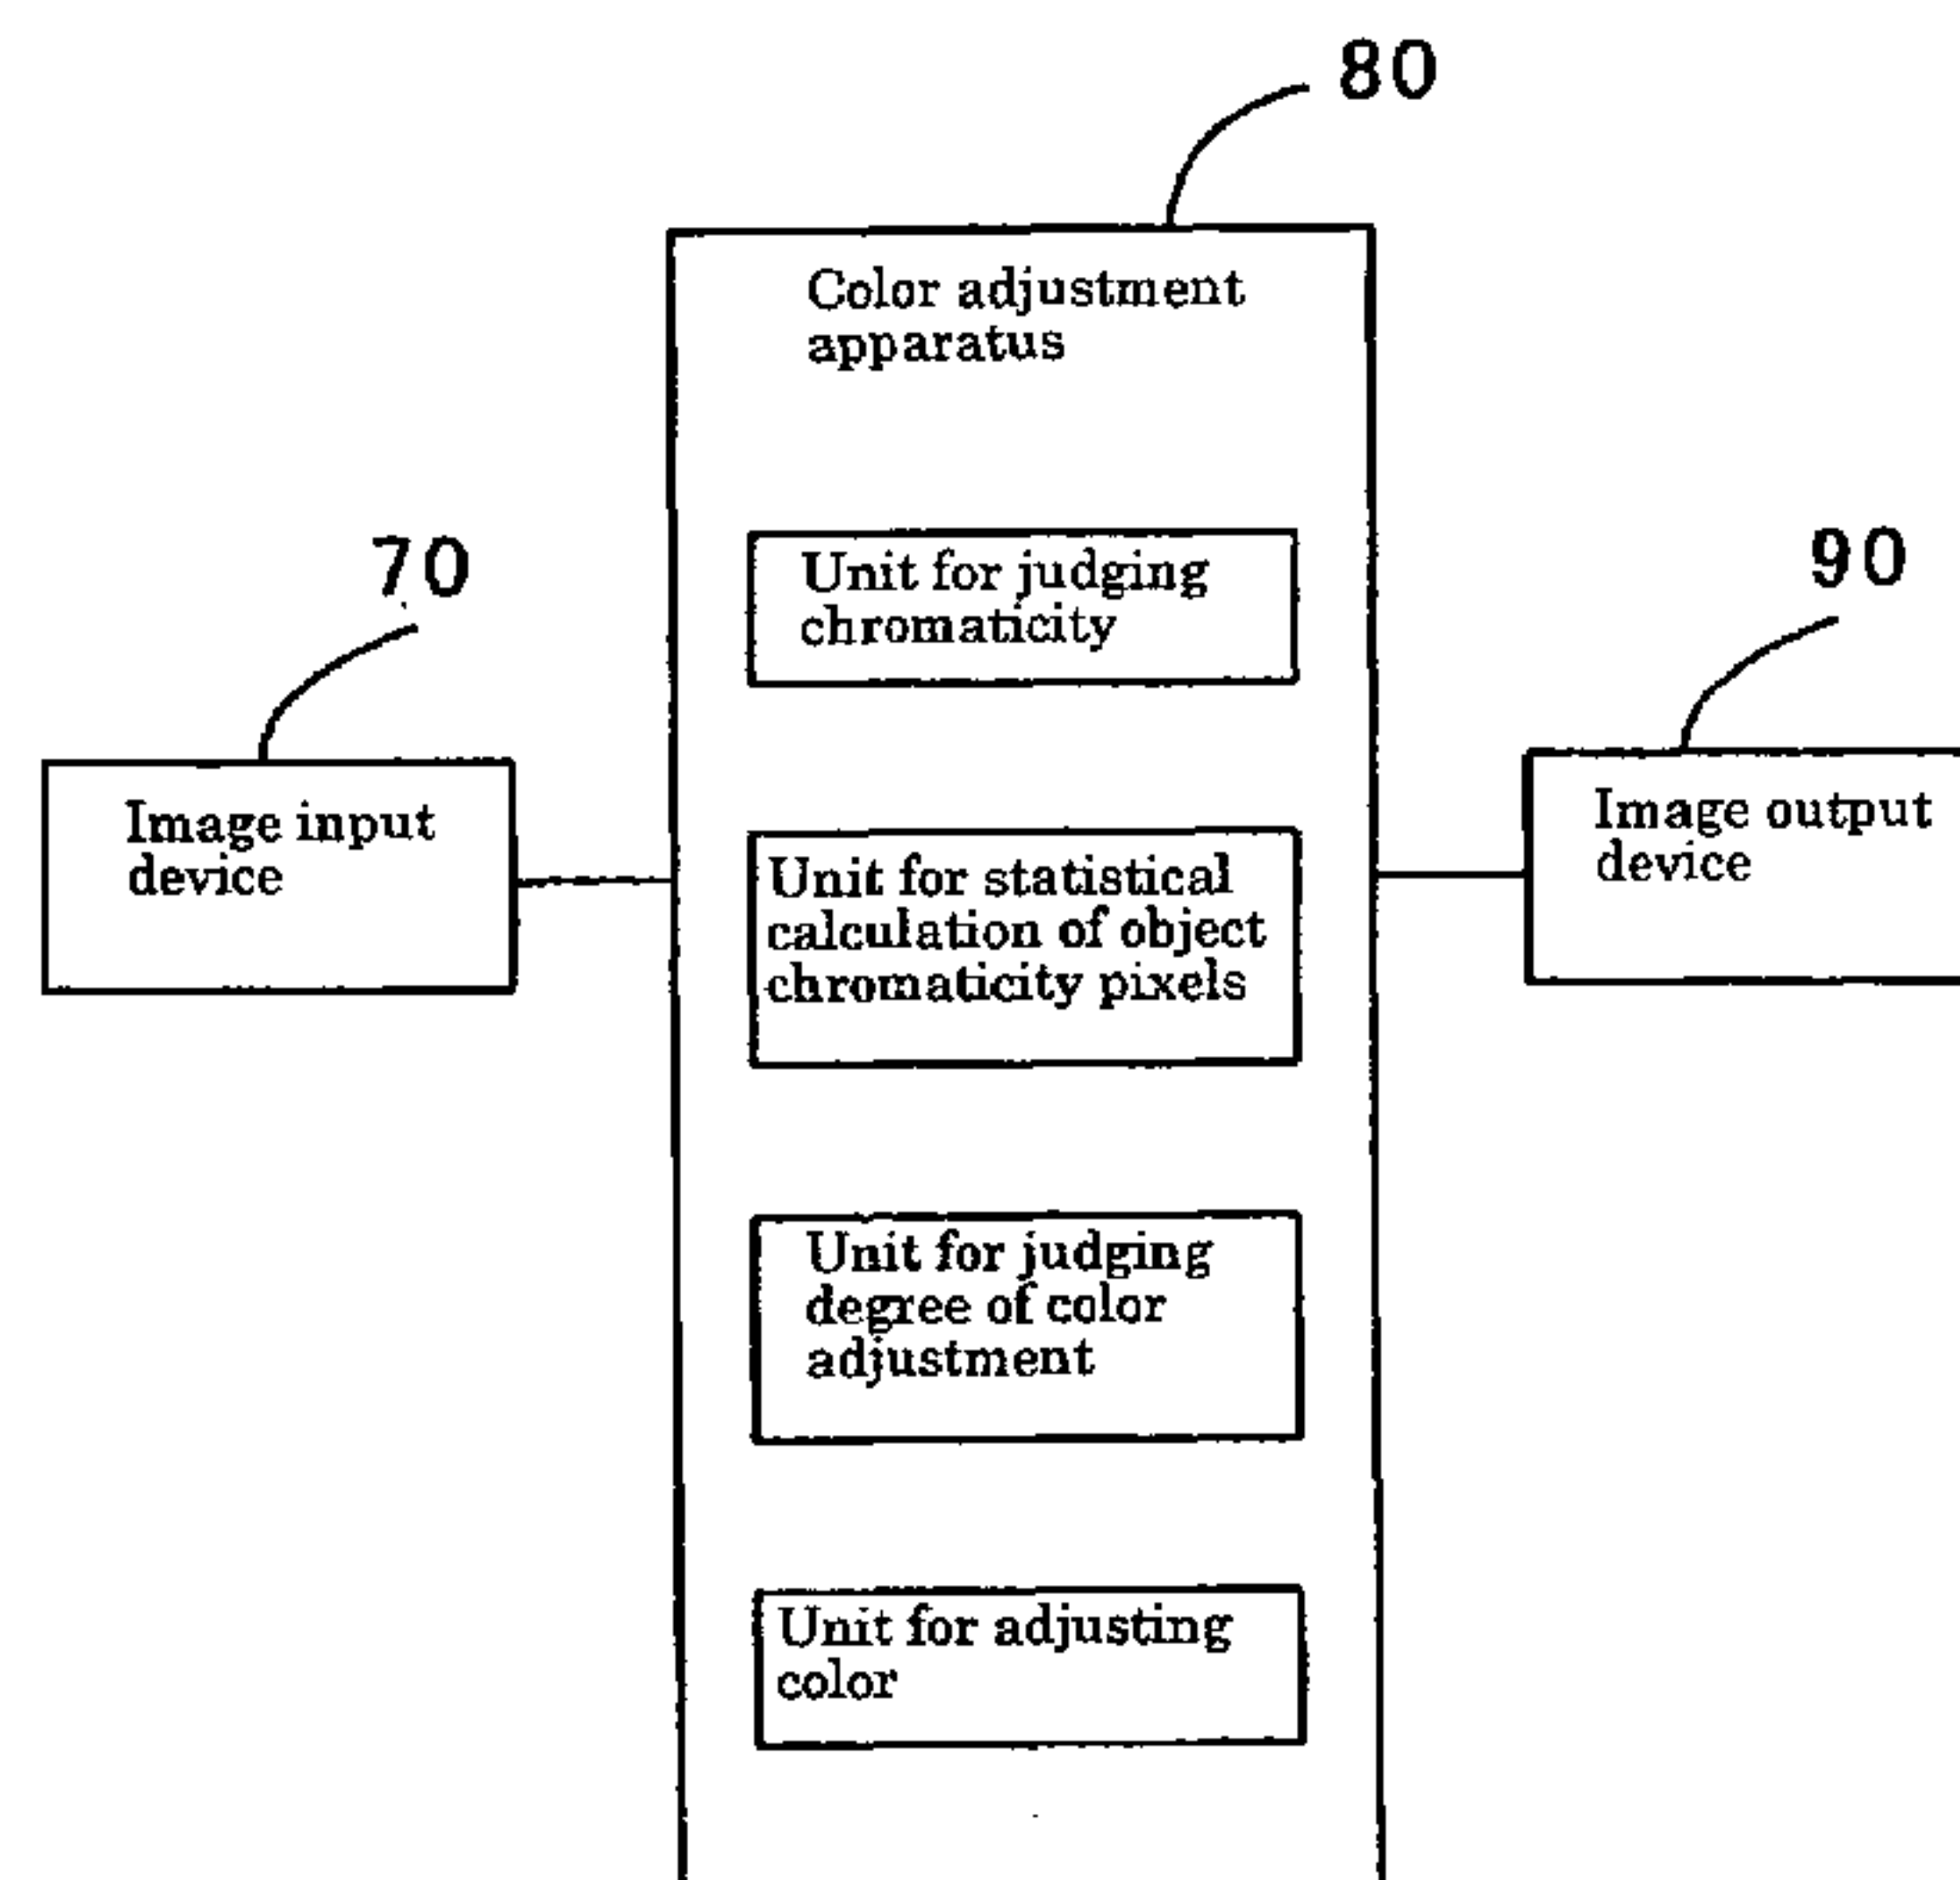 80
Color adjustment
apparatus
Unit for judging
chromaticity
70
90
Image input
device
Unit for statistical
calculation of object
chromaticity pixels
Image output
device
Unit for judging
degree of color
adjustment
Unit for adjusting
color